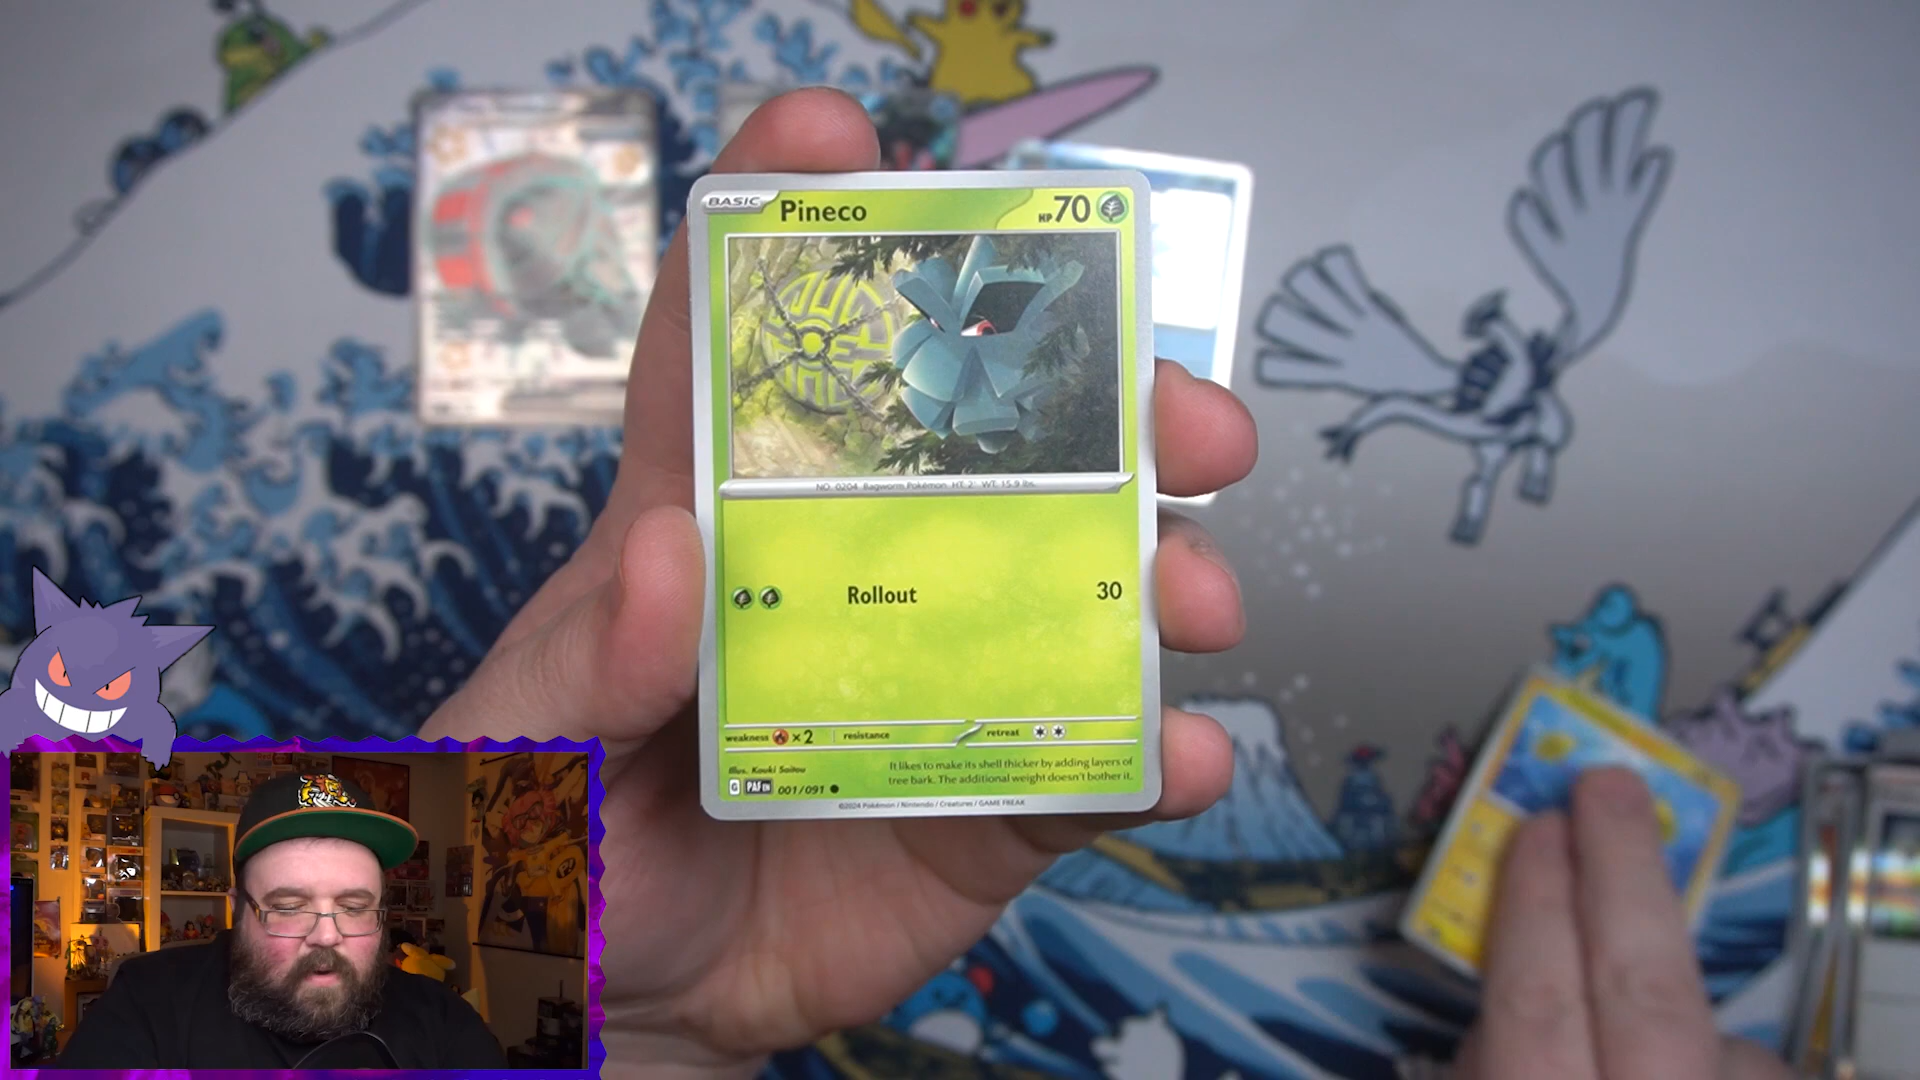 BASIC Pineco HP 70
NO. 0204 Bagworm Pokémon HT. 2' WT. 15.9 lbs.
Rollout 30
weakness ×2 resistance retreat
Illus. Kouki Saitou
It likes to make its shell thicker by adding layers of
tree bark. The additional weight doesn't bother it.
G PAF EN 001/091
©2024 Pokémon / Nintendo / Creatures / GAME FREAK